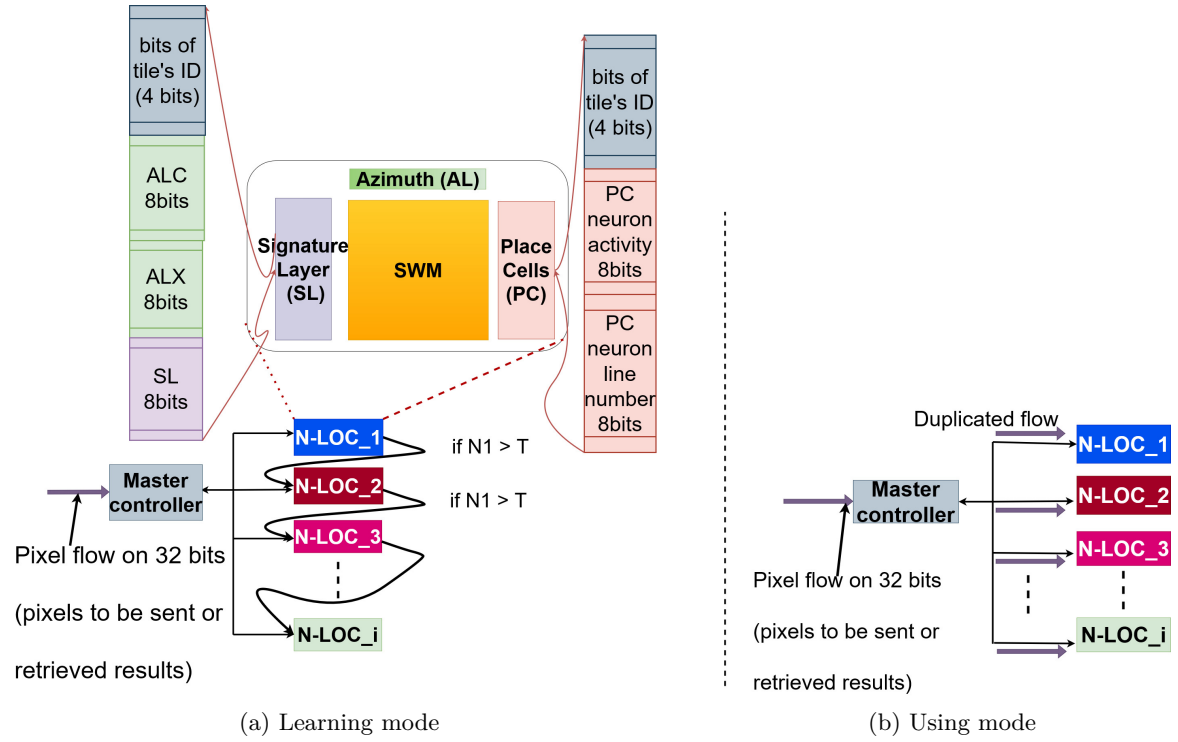 bits of
tile's ID
(4 bits)
ALC
8bits
ALX
8bits
SL
8bits
Azimuth (AL)
Signature
Layer
(SL)
SWM
Place
Cells
(PC)
bits of
tile's ID
(4 bits)
PC
neuron
activity
8bits
PC
neuron
line
number
8bits
N-LOC_1
if N1 > T
N-LOC_2
if N1 > T
N-LOC_3
N-LOC_i
Master
controller
Pixel flow on 32 bits
(pixels to be sent or
retrieved results)
(a) Learning mode
Duplicated flow
N-LOC_1
N-LOC_2
N-LOC_3
N-LOC_i
Master
controller
Pixel flow on 32 bits
(pixels to be sent or
retrieved results)
(b) Using mode